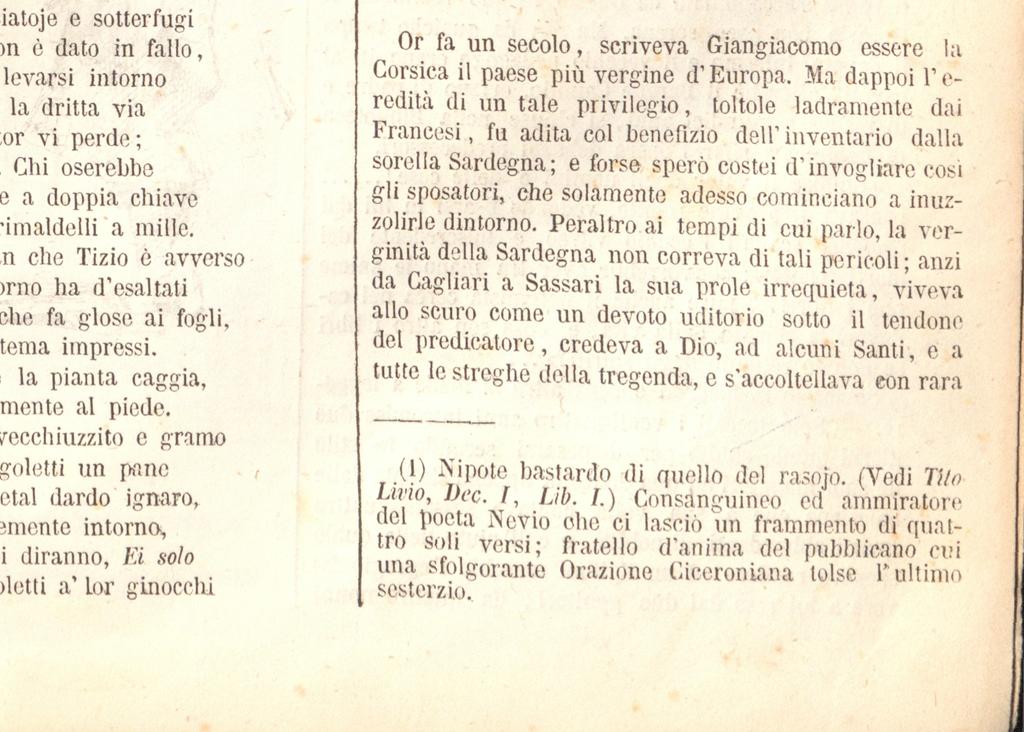 iatoje e sotterfugi
on è dato in fallo,
levarsi intorno
la dritta via
tor vi perde;
. Chi oserebbe
e a doppia chiave
rimaldelli a mille.
n che Tizio è avverso
orno ha d'esaltati
che fa glose ai fogli,
tema impressi.
la pianta caggia,
mente al piede.
vecchiuzzito e gramo
goletti un pane
etal dardo ignaro,
emente intorno,
i diranno, Ei solo
oletti a' lor ginocchi
Or fa un secolo, scriveva Giangiacomo essere la
Corsica il paese più vergine d'Europa. Ma dappoi l'e-
redità di un tale privilegio, toltole ladramente dai
Francesi, fu adita col benefizio dell'inventario dalla
sorella Sardegna; e forse sperò costei d'invogliare così
gli sposatori, che solamente adesso cominciano a inuz-
zolirle dintorno. Peraltro ai tempi di cui parlo, la ver-
ginità della Sardegna non correva di tali pericoli; anzi
da Cagliari a Sassari la sua prole irrequieta, viveva
allo scuro come un devoto uditorio sotto il tendone
del predicatore, credeva a Dio, ad alcuni Santi, e a
tutte le streghe della tregenda, e s'accoltellava con rara
(1) Nipote bastardo di quello del rasojo. (Vedi Tito
Livio, Dec. I, Lib. I.) Consanguineo ed ammiratore
del poeta Nevio che ci lasciò un frammento di quat-
tro soli versi; fratello d'anima del pubblicano cui
una sfolgorante Orazione Ciceroniana tolse l'ultimo
sesterzio.